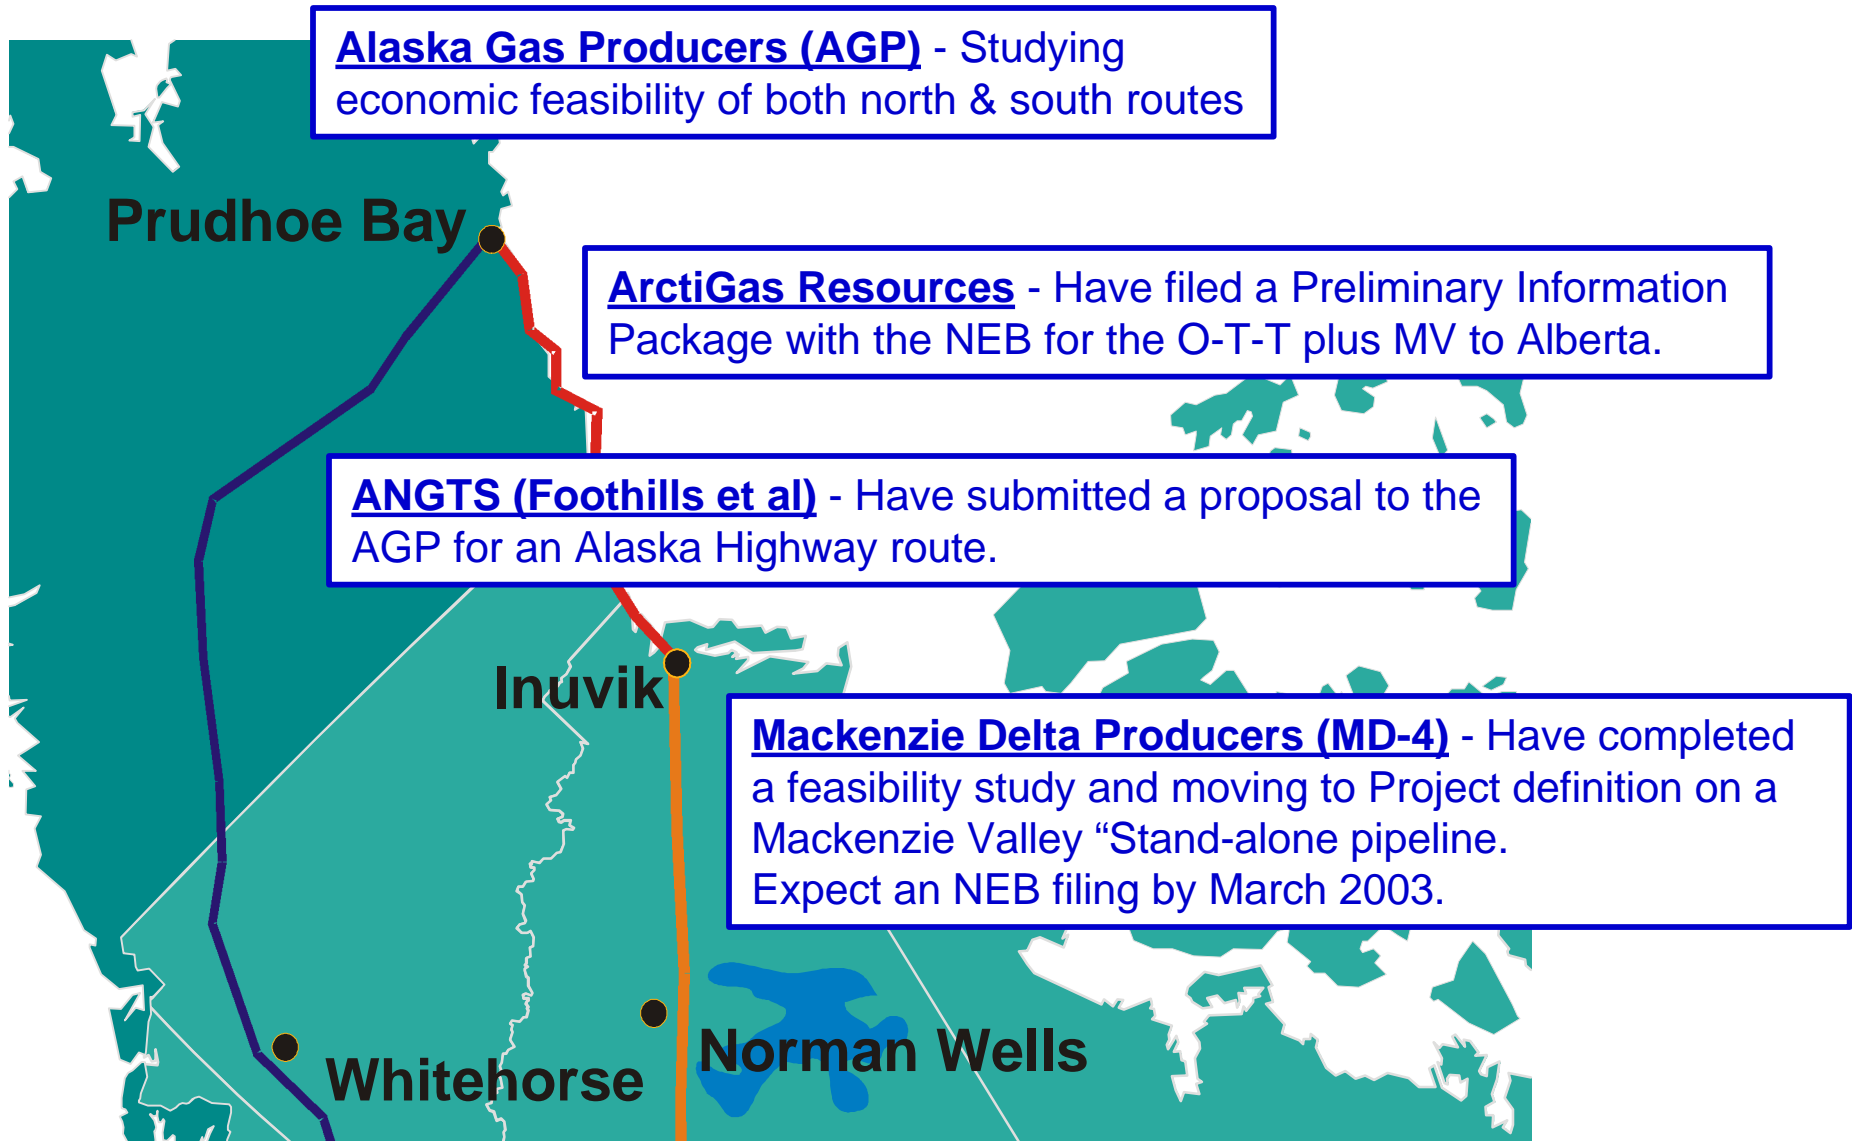 Alaska Gas Producers (AGP) - Studying
economic feasibility of both north & south routes
Prudhoe Bay
ArctiGas Resources - Have filed a Preliminary Information
Package with the NEB for the O-T-T plus MV to Alberta.
ANGTS (Foothills et al) - Have submitted a proposal to the
AGP for an Alaska Highway route.
Inuvik
Mackenzie Delta Producers (MD-4) - Have completed
a feasibility study and moving to Project definition on a
Mackenzie Valley “Stand-alone pipeline.
Expect an NEB filing by March 2003.
Norman Wells
Whitehorse